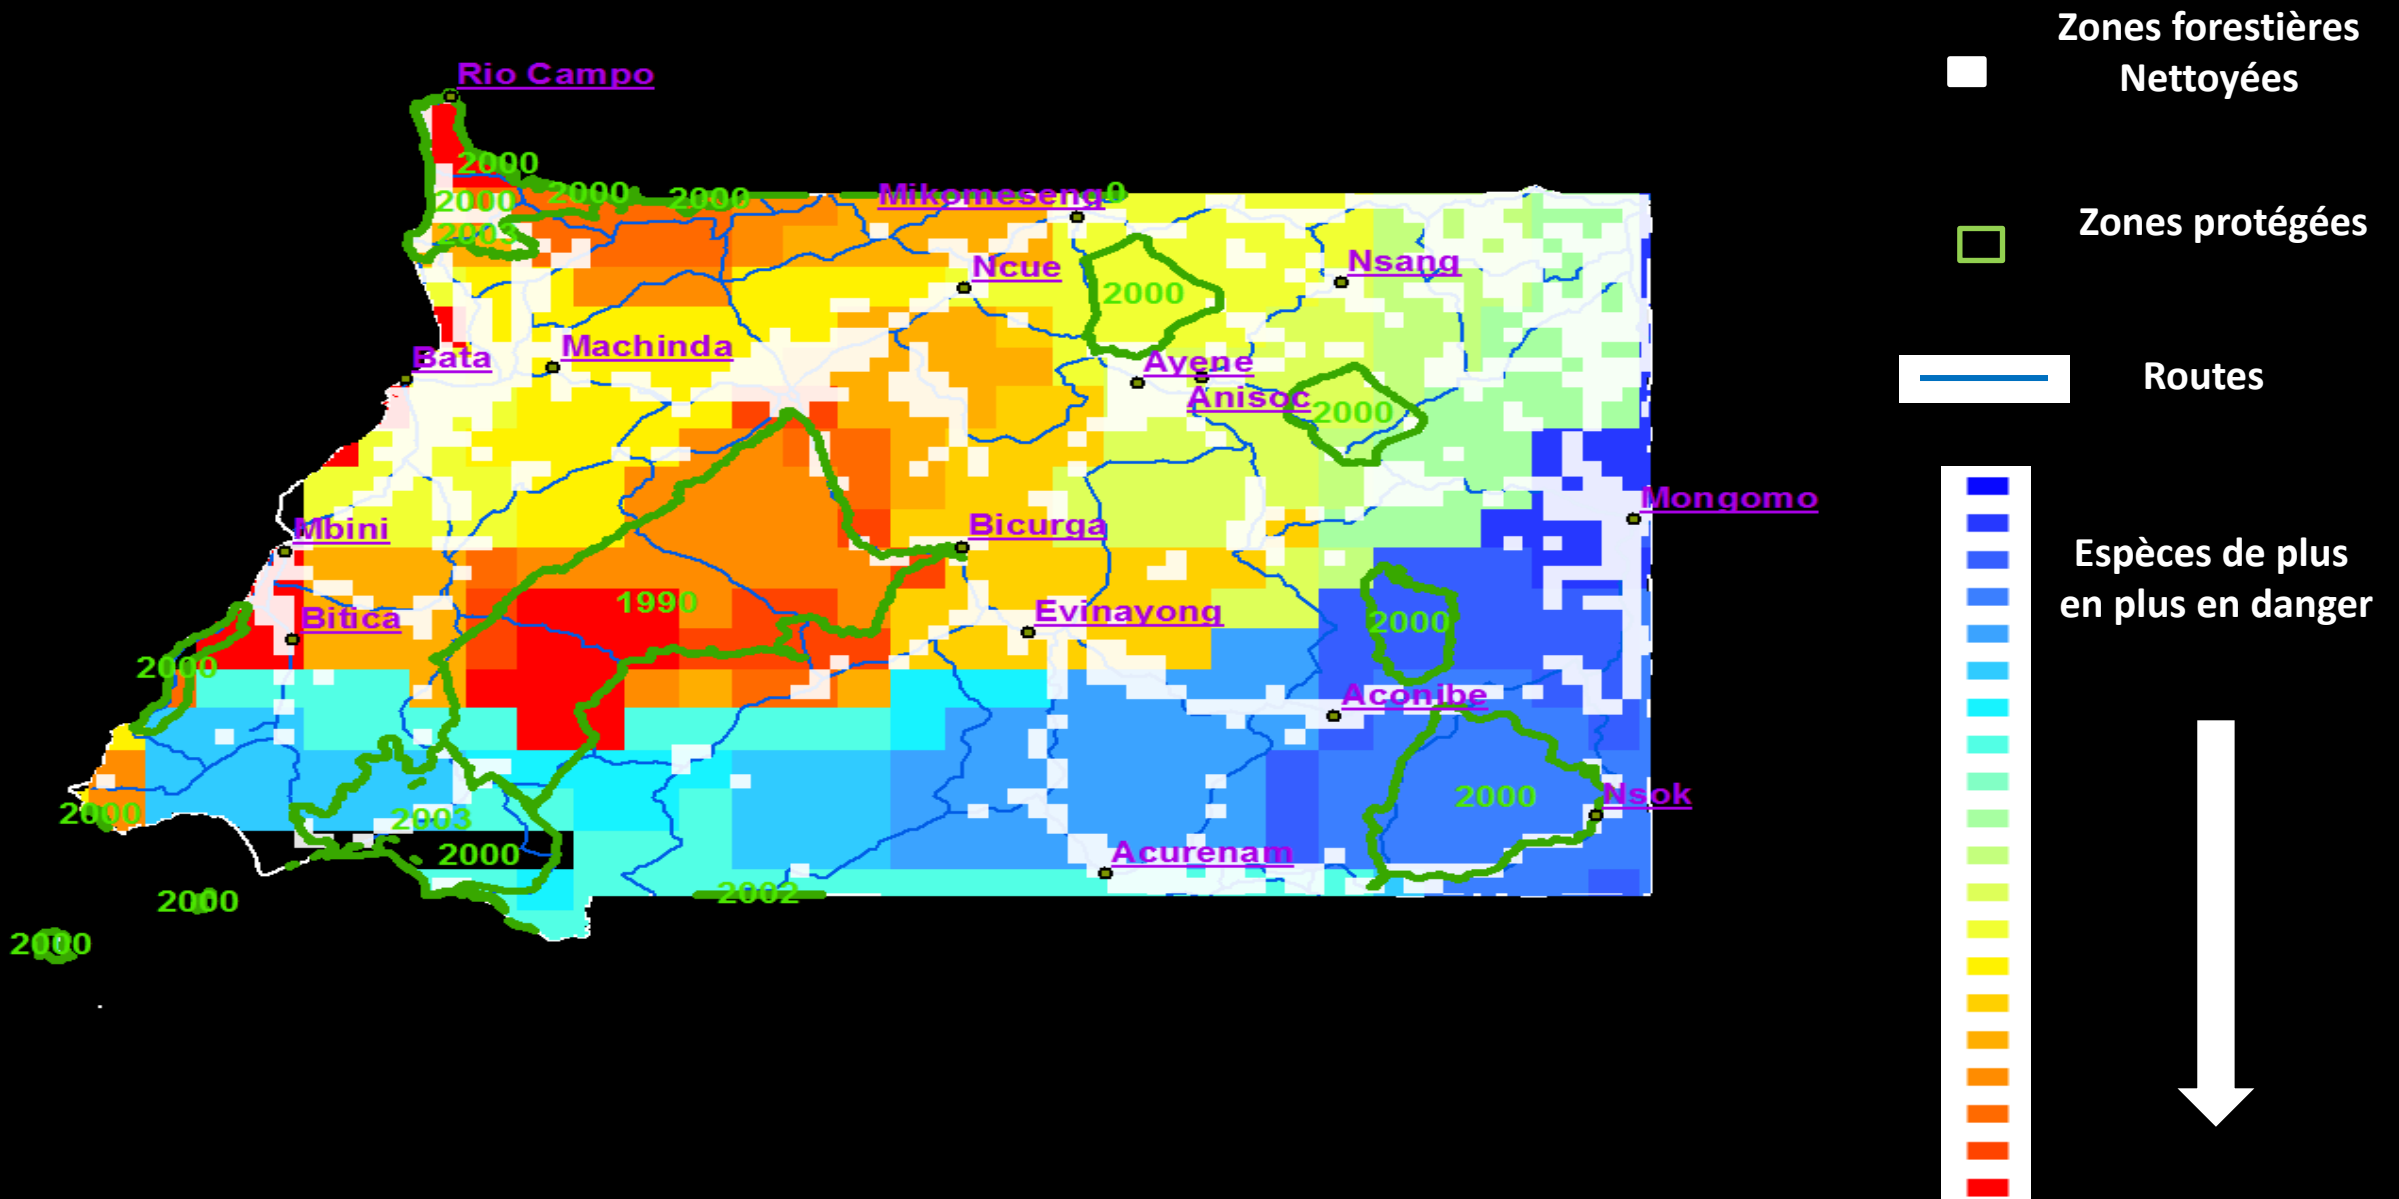 Zones forestières
Nettoyées
Rio Campo
2000
2000
2000
Mikomeseng
0
2000
Zones protégées
2003
Ncue
Nsang
2000
Machinda
Bata
Ayene
Routes
Anisoc
2000
Mongomo
Mbini
Bicurga
Espèces de plus
en plus en danger
1990
Bitica
Evinayong
2000
2000
Aconibe
2000
Nsok
2000
2003
2000
Acurenam
2002
2000
2000